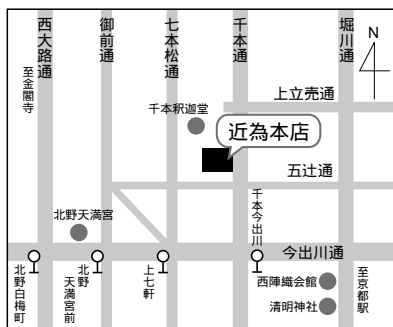 西大路通
御前通
七本松通
千本通
堀川通
N
至金閣寺
上立売通
千本釈迦堂
近為本店
五辻通
北野天満宮
千本今出川
今出川通
北野白梅町
北野
天満宮前
上七軒
西陣織会館
清明神社
至京都駅